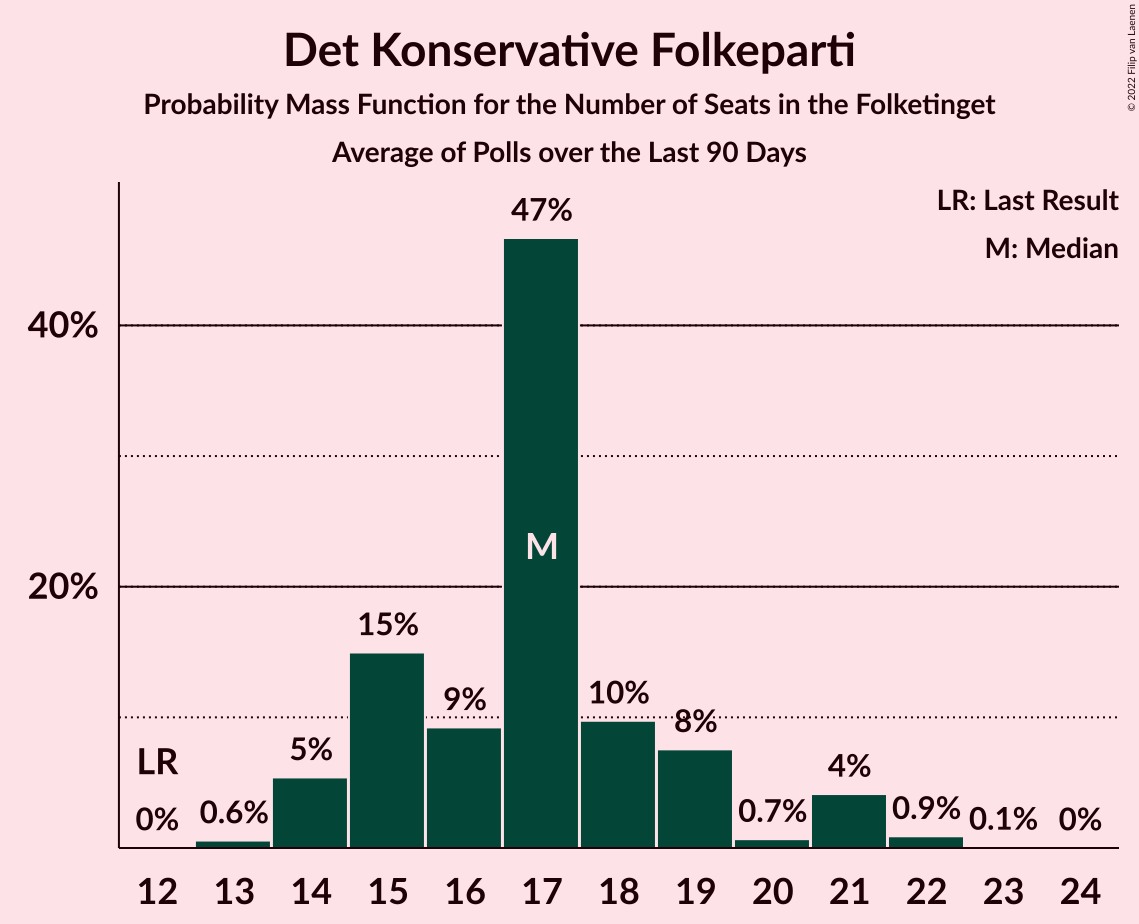 Det Konservative Folkeparti
Probability Mass Function for the Number of Seats in the Folketinget
Average of Polls over the Last 90 Days
© 2022 Filip van Laenen
LR: Last Result
M: Median
40%
20%
LR
0%
0.6%
5%
15%
9%
47%
M
10%
8%
0.7%
4%
0.9%
0.1%
0%
12 13 14 15 16 17 18 19 20 21 22 23 24